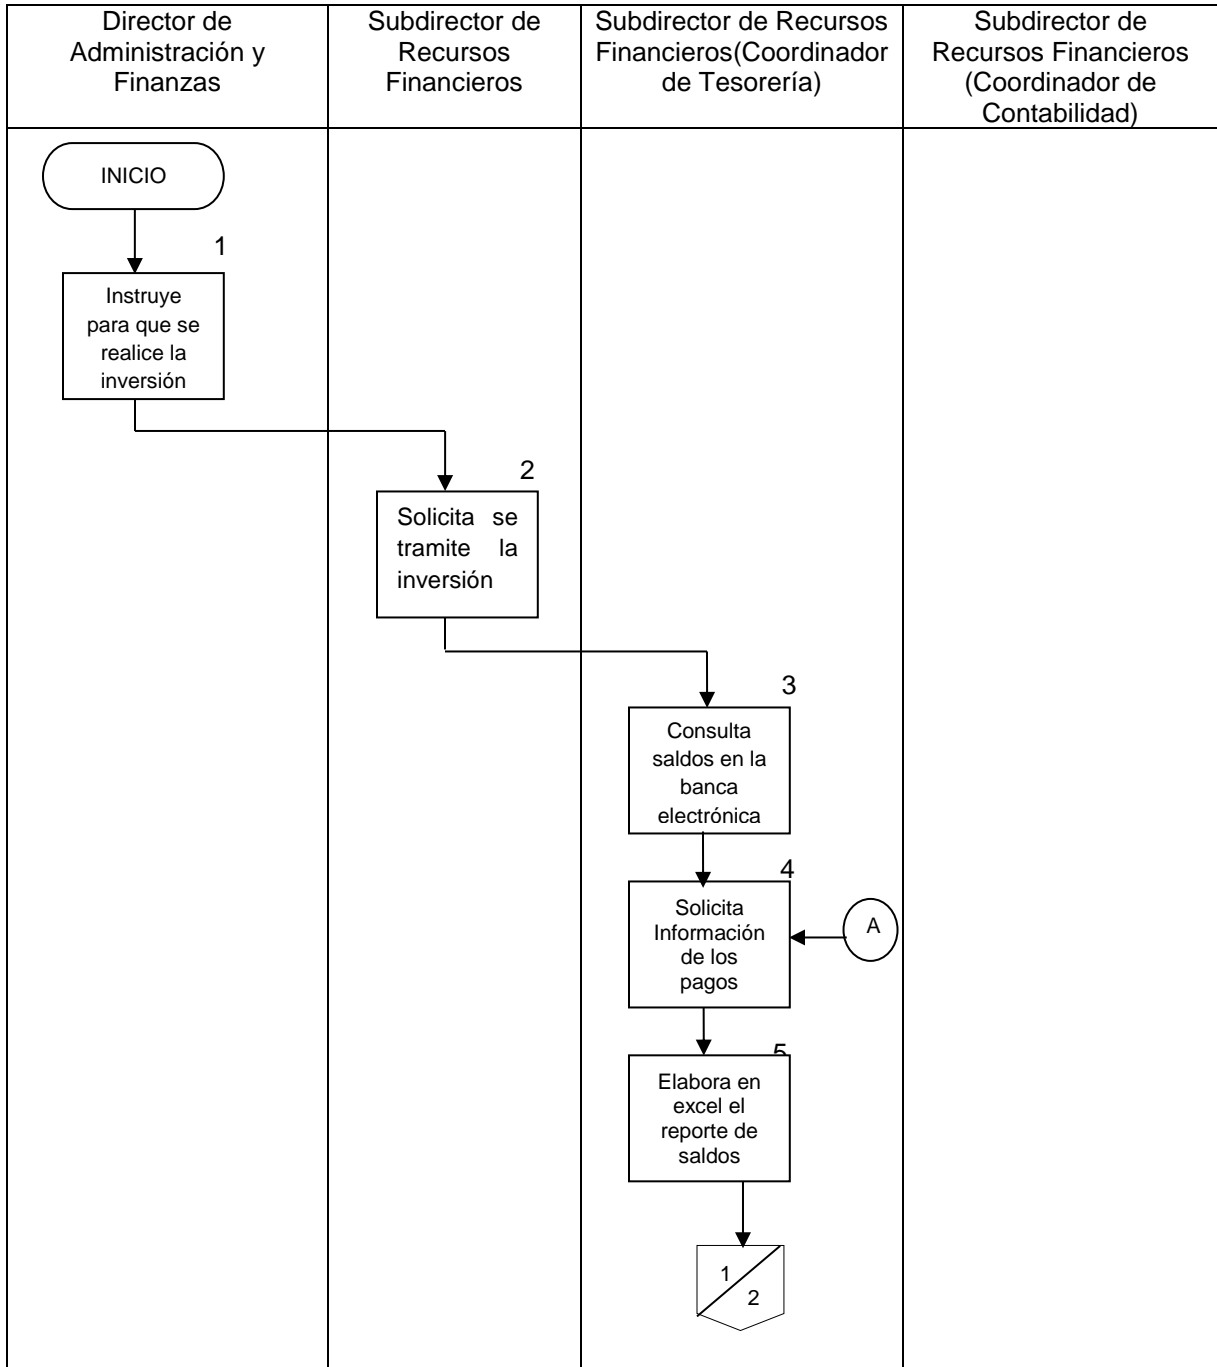 Director de
Administración y
Finanzas
Subdirector de
Recursos
Financieros
Subdirector de Recursos
Financieros(Coordinador
de Tesorería)
Subdirector de
Recursos Financieros
(Coordinador de
Contabilidad)
INICIO
1
Instruye
para que se
realice la
inversión
2
Solicita se
tramite la
inversión
3
Consulta
saldos en la
banca
electrónica
4
Solicita
Información
de los
pagos
A
5
Elabora en
excel el
reporte de
saldos
1
2